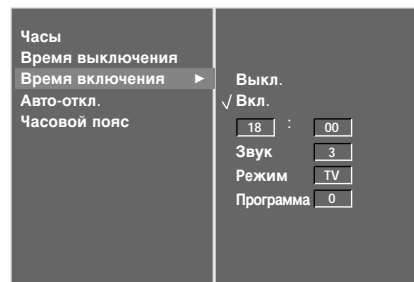 Часы
Время выключения
Время включения ►
Авто-откл.
Часовой пояс
Выкл.
√ Вкл.
18 : 00
Звук 3
Режим TV
Программа 0